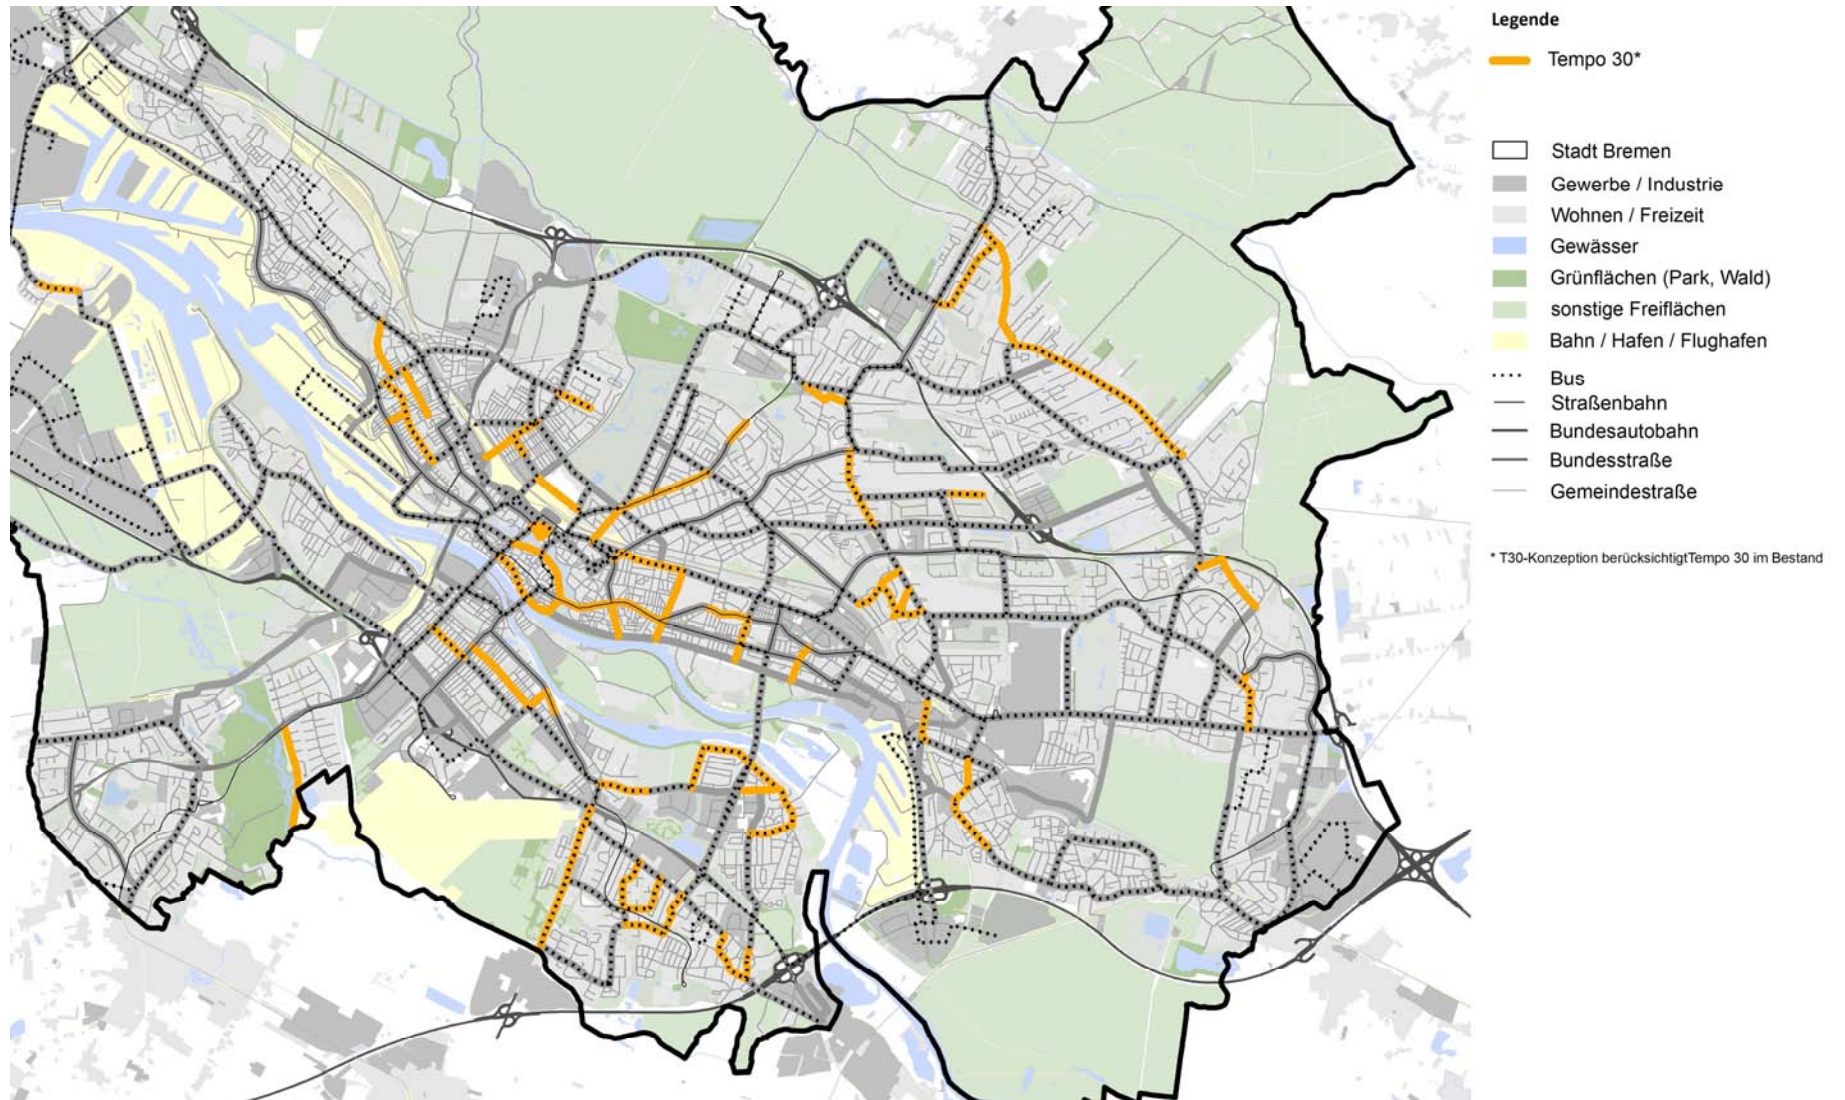 Legende
Tempo 30*
Stadt Bremen
Gewerbe / Industrie
Wohnen / Freizeit
Gewässer
Grünflächen (Park, Wald)
sonstige Freiflächen
Bahn / Hafen / Flughafen
Bus
Straßenbahn
Bundesautobahn
Bundesstraße
Gemeindestraße
* T30-Konzeption berücksichtigtTempo 30 im Bestand